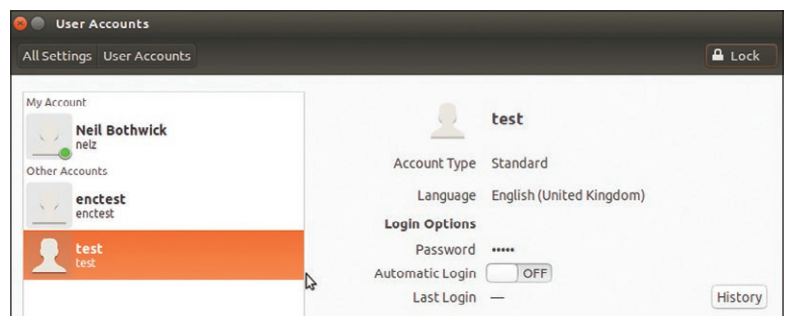 User Accounts
All Settings User Accounts
Lock
My Account
Neil Bothwick
nelz
Other Accounts
enctest
enctest
test
test
test
Account Type Standard
Language English (United Kingdom)
Login Options
Password •••••
Automatic Login OFF
Last Login —
History